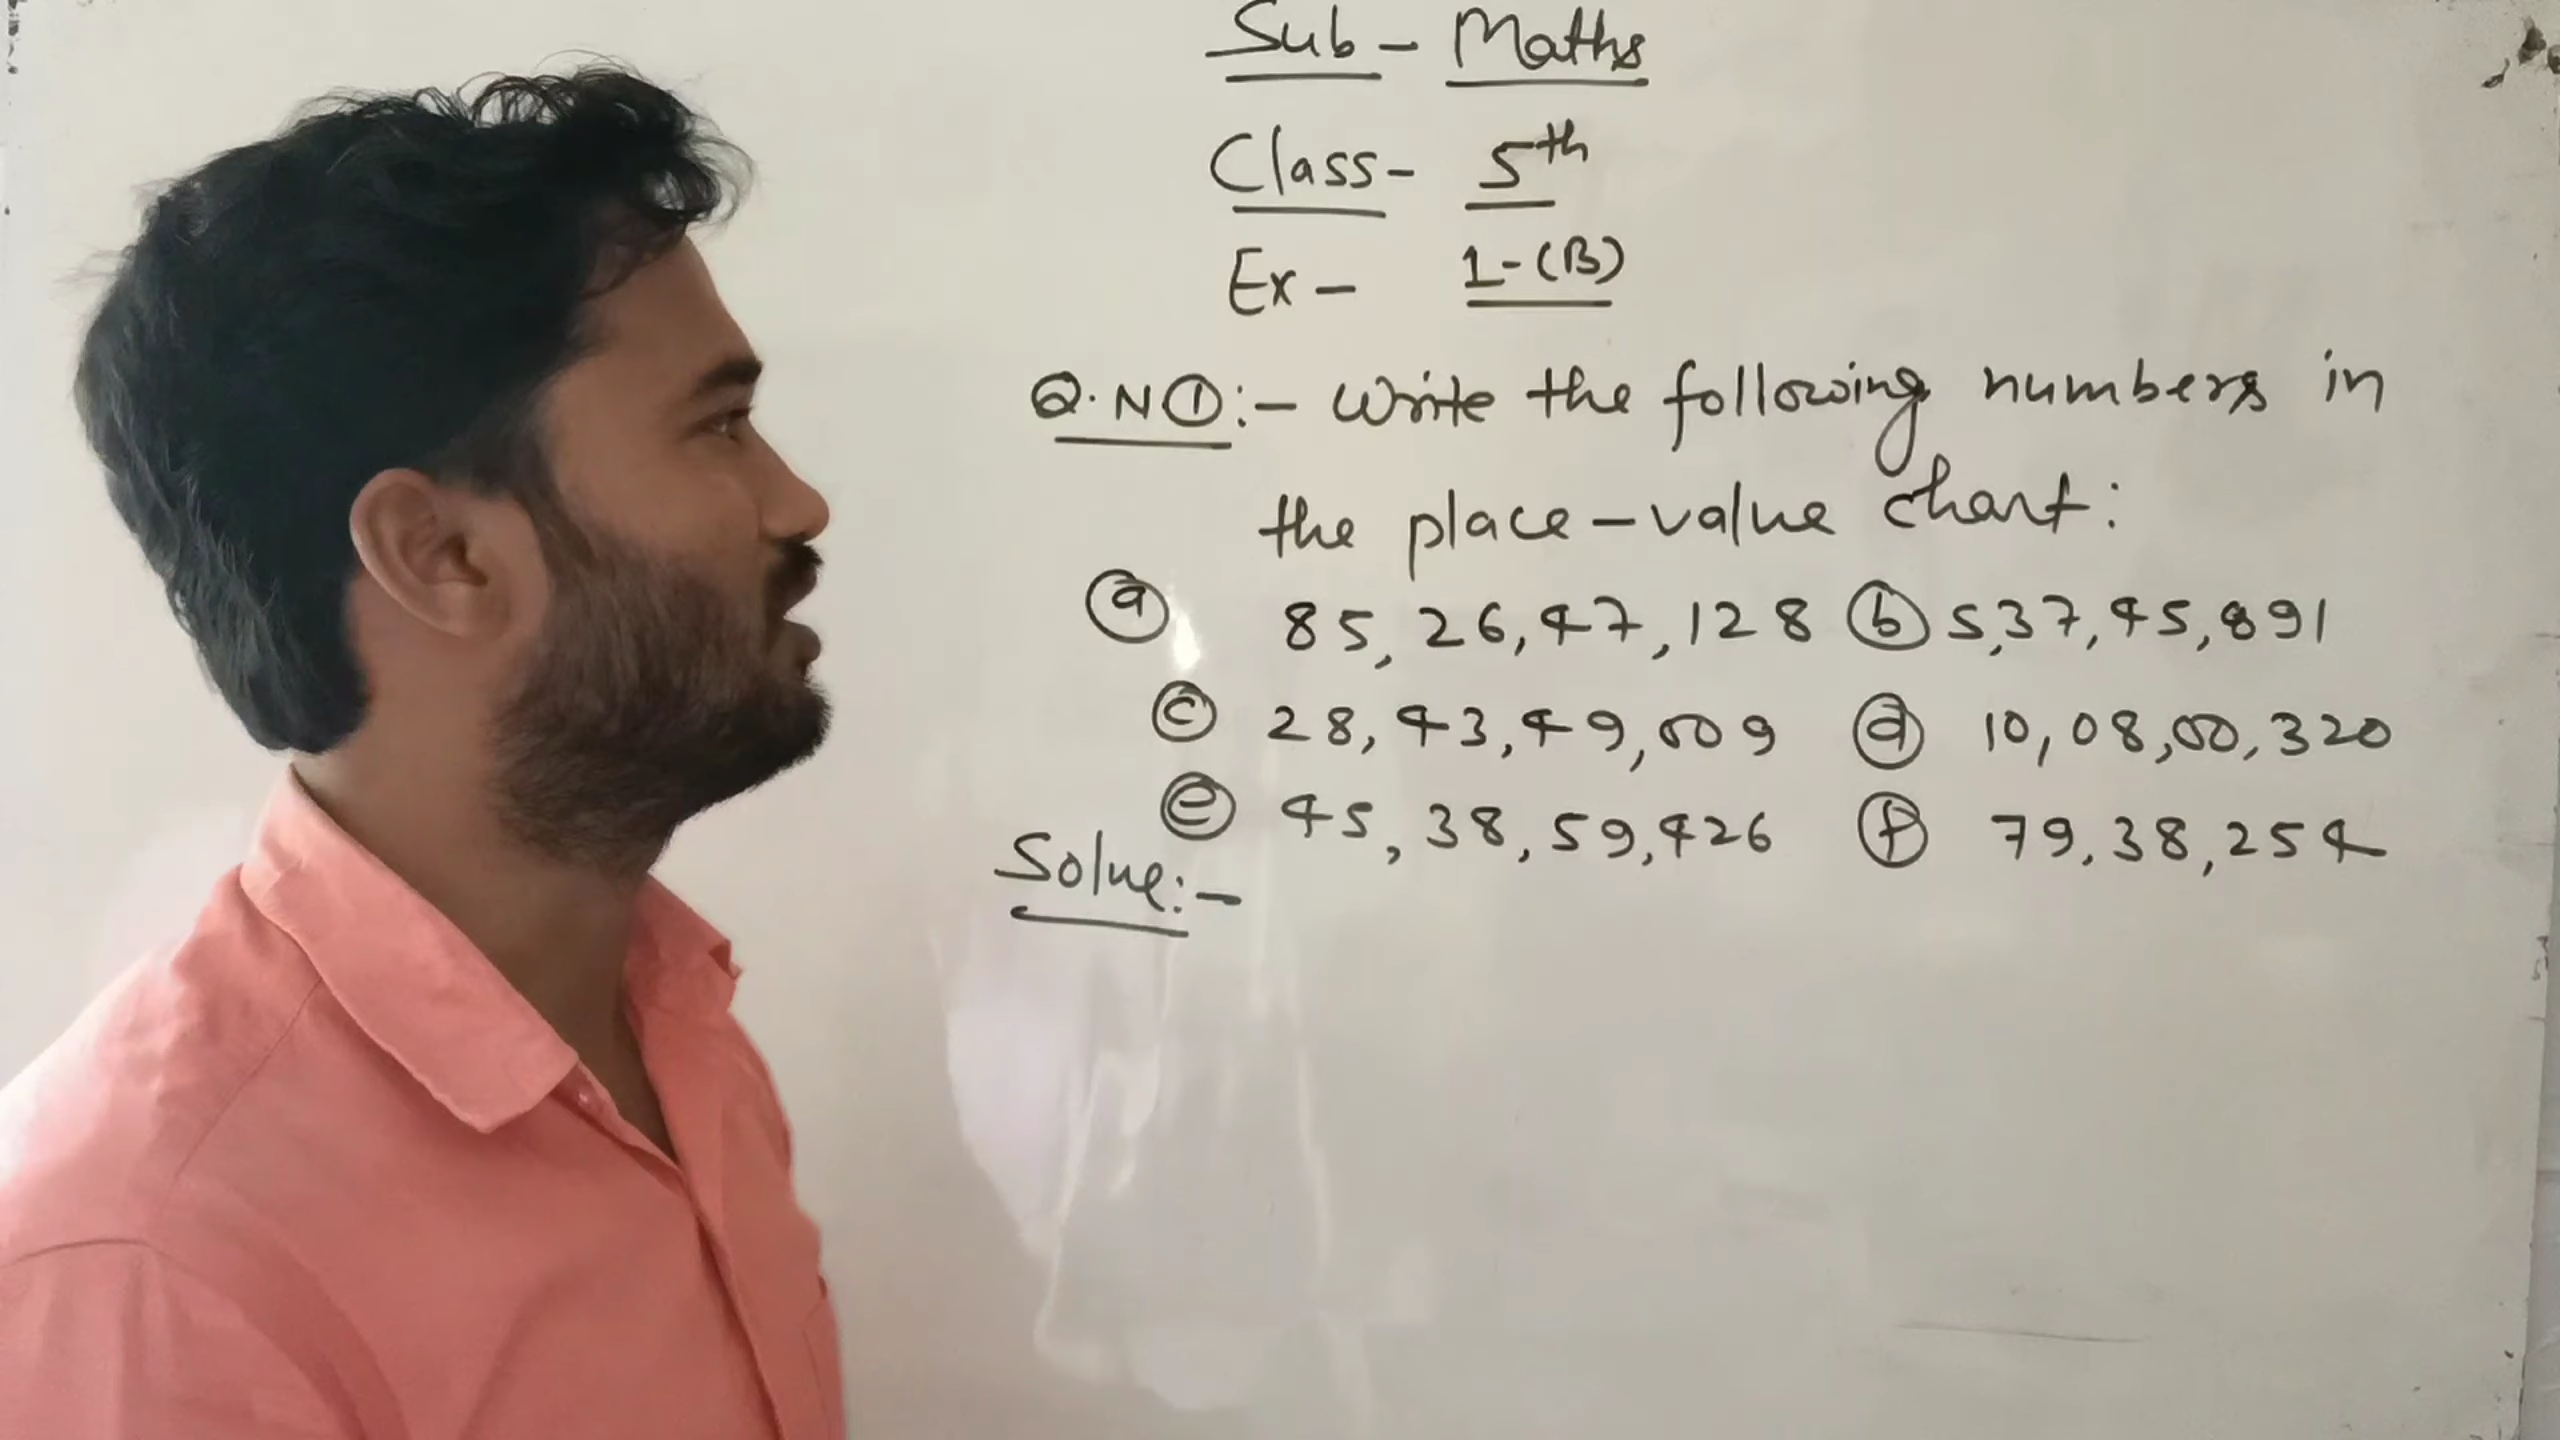 Sub - Maths
Class - 5th
Ex - 1-(B)
Q.N ① :- Write the following numbers in
the place-value chart:
ⓐ 85,26,47,128 ⓑ 5,37,45,891
ⓒ 28,43,49,009 ⓓ 10,08,00,320
ⓔ 45,38,59,426 ⓕ 79,38,254
Solve:-